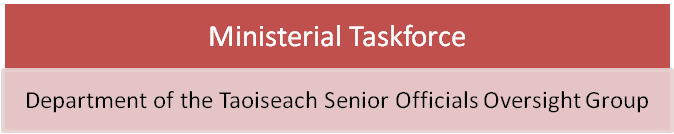 Ministerial Taskforce
Department of the Taoiseach Senior Officials Oversight Group